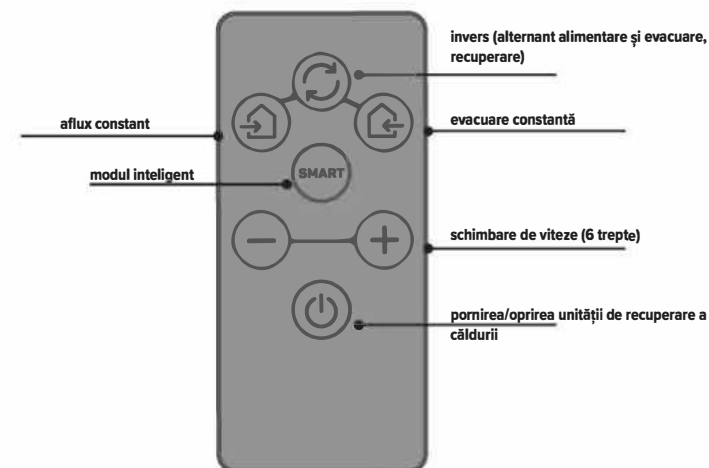 invers (alternant alimentare și evacuare,
recuperare)
aflux constant
evacuare constantă
modul inteligent
SMART
schimbare de viteze (6 trepte)
pornirea/oprirea unității de recuperare a
căldurii